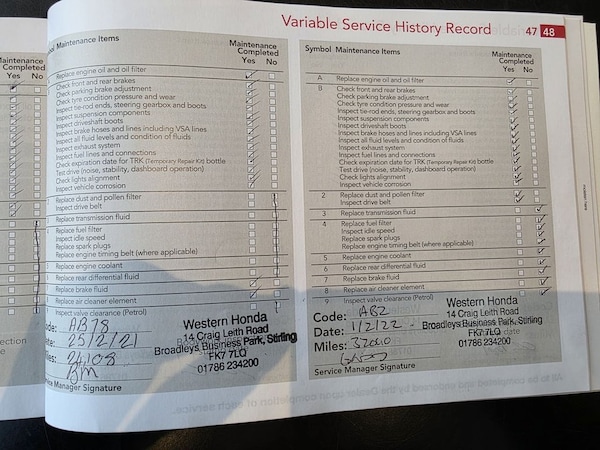 Variable Service History Record 47 48
Maintenance
Completed
Yes No
Maintenance Items
Maintenance
Completed
Yes No
Replace engine oil and oil filter
Check front and rear brakes
Check parking brake adjustment
Check tyre condition pressure and wear
Inspect tie-rod ends, steering gearbox and boots
Inspect suspension components
Inspect driveshaft boots
Inspect brake hoses and lines including VSA lines
Inspect all fluid levels and condition of fluids
Inspect exhaust system
Inspect fuel lines and connections
Check expiration date for TRK (Temporary Repair Kit) bottle
Test drive (noise, stability, dashboard operation)
Check lights alignment
Inspect vehicle corrosion
Replace dust and pollen filter
Inspect drive belt
Replace transmission fluid
Replace fuel filter
Inspect idle speed
Replace spark plugs
Replace engine timing belt (where applicable)
Replace engine coolant
Replace rear differential fluid
Replace brake fluid
Replace air cleaner element
Inspect valve clearance (Petrol)
AB78
25/2/21
24108
Manager Signature
Western Honda
14 Craig Leith Road
Broadleys Business Park, Stirling
FK7 7LQ
01786 234200
Symbol Maintenance Items
Maintenance
Completed
Yes No
A Replace engine oil and oil filter
B Check front and rear brakes
Check parking brake adjustment
Check tyre condition pressure and wear
Inspect tie-rod ends, steering gearbox and boots
Inspect suspension components
Inspect driveshaft boots
Inspect brake hoses and lines including VSA lines
Inspect all fluid levels and condition of fluids
Inspect exhaust system
Inspect fuel lines and connections
Check expiration date for TRK (Temporary Repair Kit) bottle
Test drive (noise, stability, dashboard operation)
Check lights alignment
Inspect vehicle corrosion
2 Replace dust and pollen filter
Inspect drive belt
3 Replace transmission fluid
4 Replace fuel filter
Inspect idle speed
Replace spark plugs
Replace engine timing belt (where applicable)
5 Replace engine coolant
6 Replace rear differential fluid
7 Replace brake fluid
8 Replace air cleaner element
9 Inspect valve clearance (Petrol)
Code: AB2
Date: 1/2/22
Miles: 32010
Service Manager Signature
Western Honda
14 Craig Leith Road
Broadleys Business Park, Stirling
FK7 7LQ
01786 234200